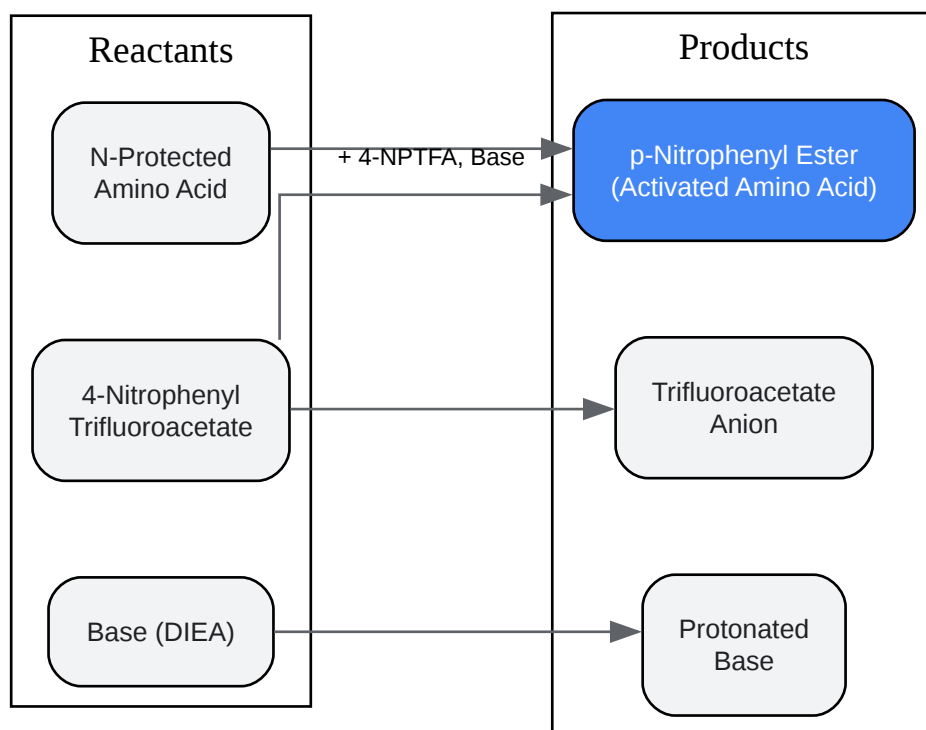 Reactants
Products
N-Protected
Amino Acid
+ 4-NPTFA, Base
p-Nitrophenyl Ester
(Activated Amino Acid)
4-Nitrophenyl
Trifluoroacetate
Trifluoroacetate
Anion
Base (DIEA)
Protonated
Base